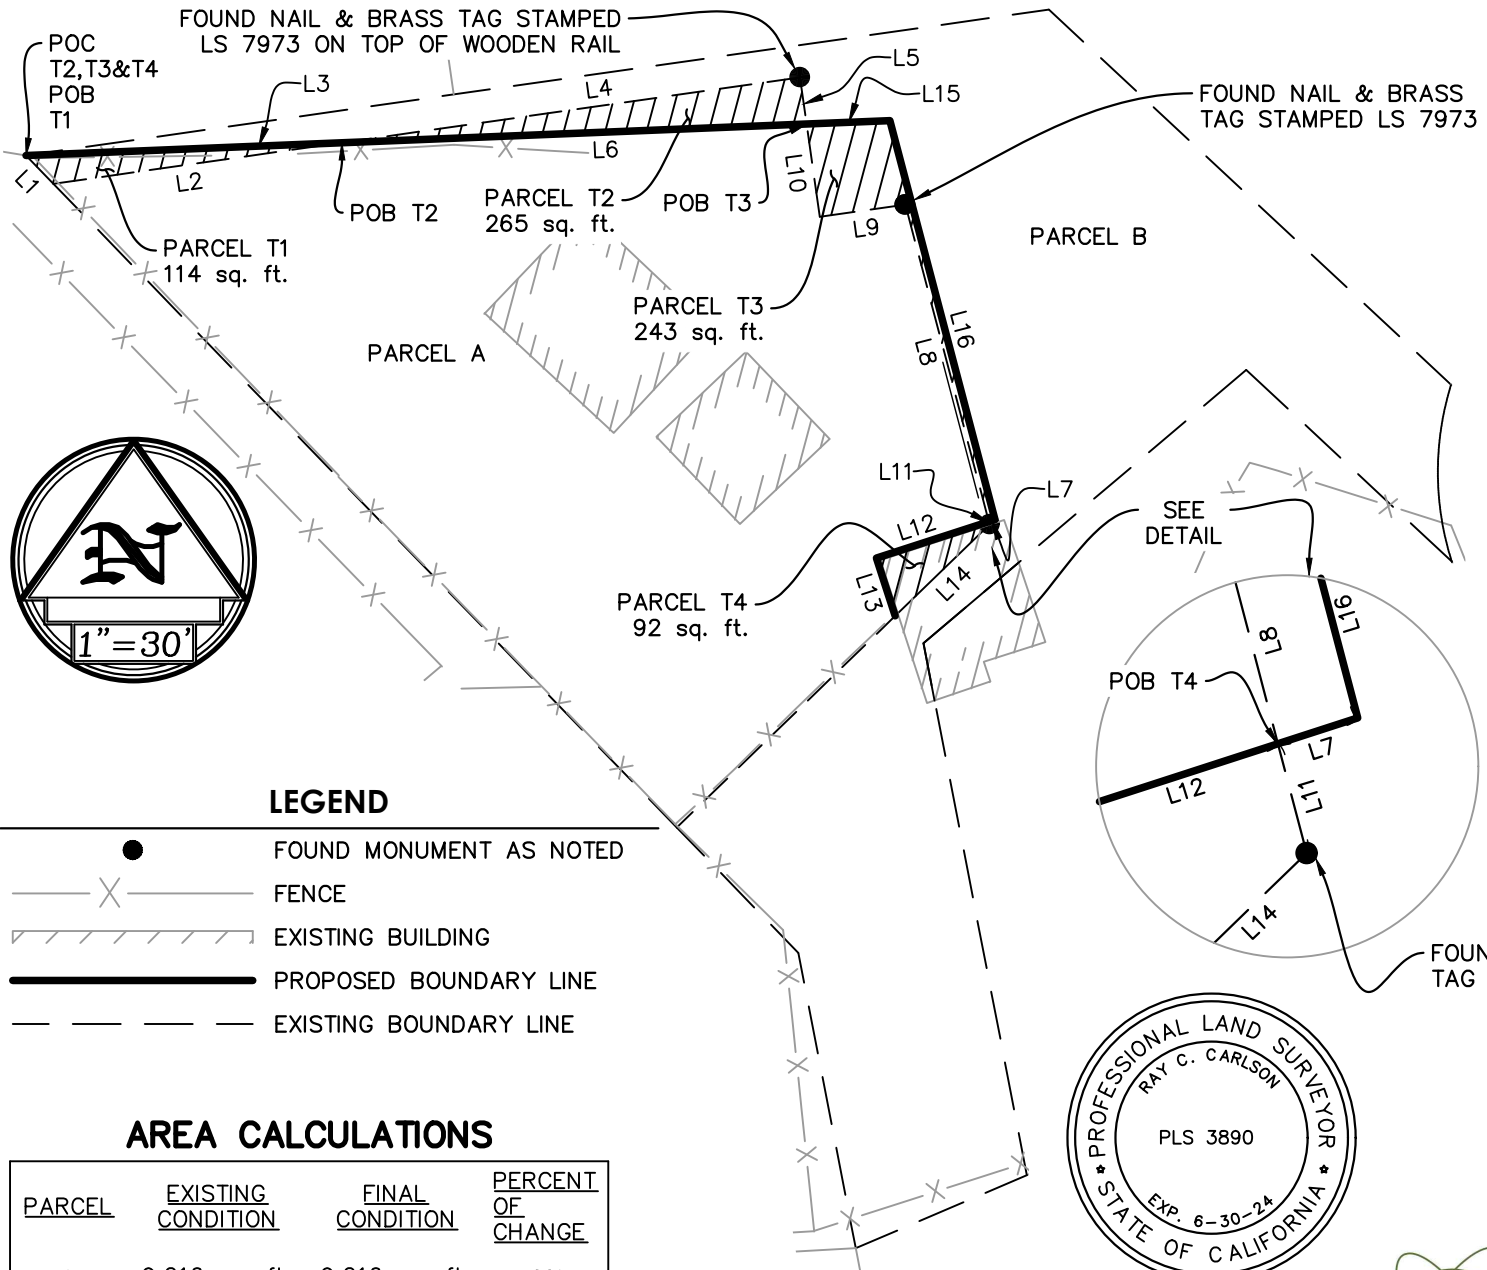 FOUND NAIL & BRASS TAG STAMPED
LS 7973 ON TOP OF WOODEN RAIL
POC
T2,T3&T4
POB
T1
L3
L4
L5
L15
FOUND NAIL & BRASS
TAG STAMPED LS 7973
L1
L2
L6
L10
POB T2
PARCEL T2
265 sq. ft.
POB T3
L9
PARCEL B
PARCEL T1
114 sq. ft.
PARCEL T3
243 sq. ft.
PARCEL A
L16
L8
L11
L7
L12
SEE
DETAIL
L13
L14
PARCEL T4
92 sq. ft.
N
1"=30'
L8
L16
POB T4
L7
L12
L11
L14
LEGEND
FOUND MONUMENT AS NOTED
FENCE
EXISTING BUILDING
PROPOSED BOUNDARY LINE
EXISTING BOUNDARY LINE
TAG
PROFESSIONAL LAND SURVEYOR
RAY C. CARLSON
PLS 3890
EXP. 6-30-24
STATE OF CALIFORNIA
AREA CALCULATIONS
PARCEL
EXISTING
CONDITION
FINAL
CONDITION
PERCENT
OF
CHANGE